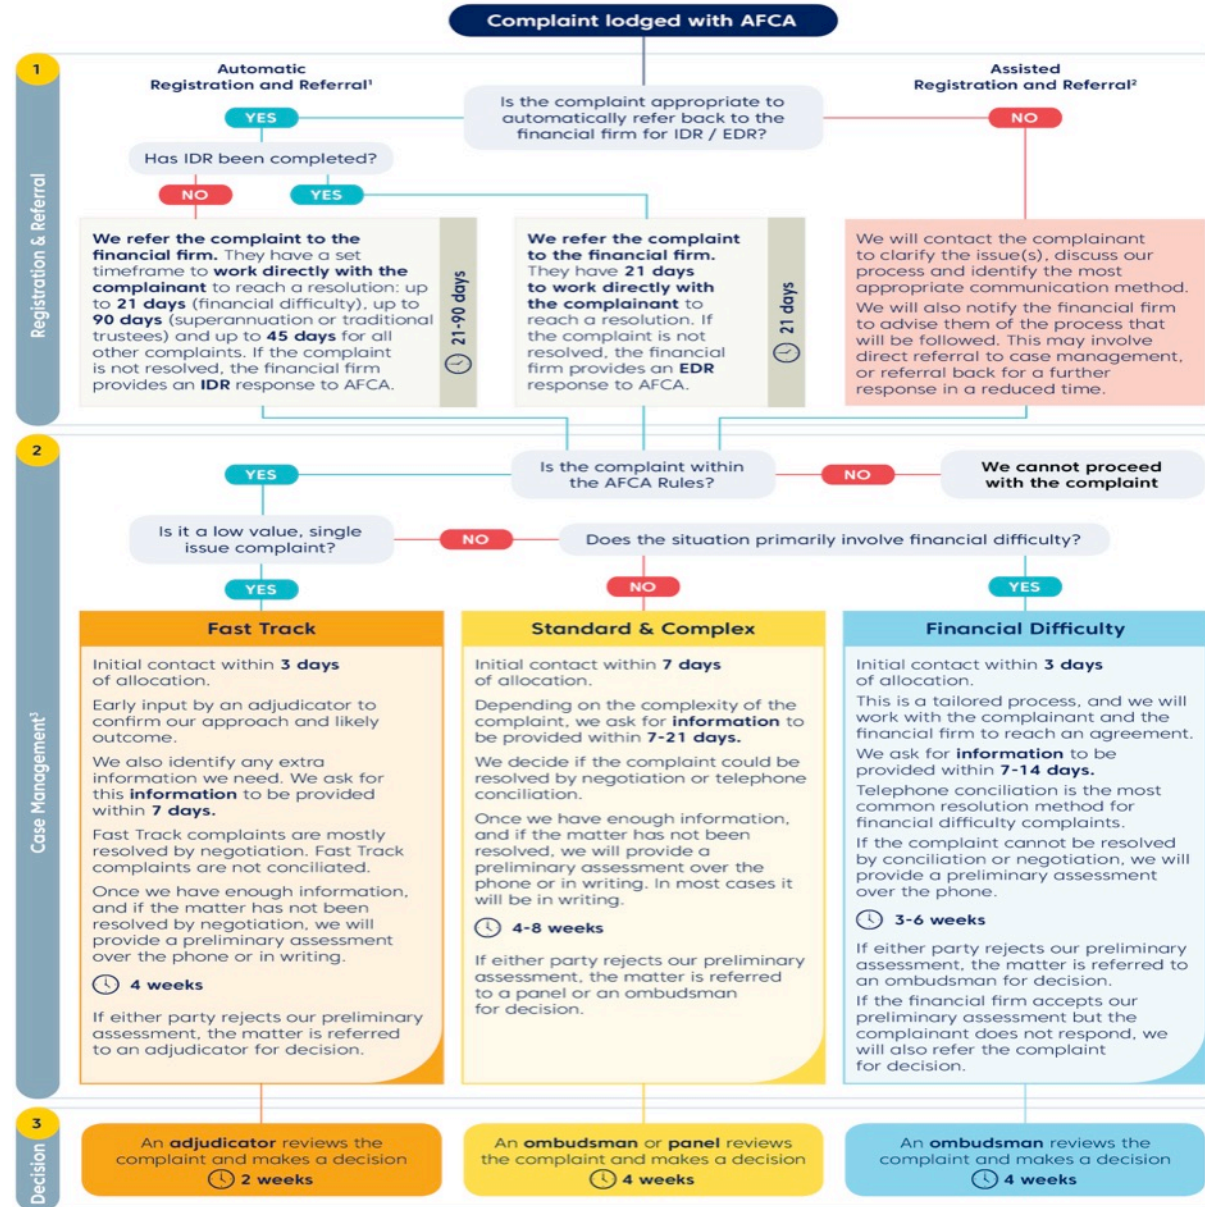 Complaint lodged with AFCA
1
Registration & Referral
Automatic
Registration and Referral¹
Is the complaint appropriate to
automatically refer back to the
financial firm for IDR / EDR?
Assisted
Registration and Referral²
YES
NO
Has IDR been completed?
NO
YES
We refer the complaint to the
financial firm. They have a set
timeframe to work directly with the
complainant to reach a resolution: up
to 21 days (financial difficulty), up to
90 days (superannuation or traditional
trustees) and up to 45 days for all
other complaints. If the complaint
is not resolved, the financial firm
provides an IDR response to AFCA.
21-90 days
We refer the complaint
to the financial firm.
They have 21 days
to work directly with
the complainant to
reach a resolution. If
the complaint is not
resolved, the financial
firm provides an EDR
response to AFCA.
21 days
We will contact the complainant
to clarify the issue(s), discuss our
process and identify the most
appropriate communication method.
We will also notify the financial firm
to advise them of the process that
will be followed. This may involve
direct referral to case management,
or referral back for a further
response in a reduced time.
2
Case Management³
Is the complaint within
the AFCA Rules?
YES
NO
We cannot proceed
with the complaint
Is it a low value, single
issue complaint?
NO
Does the situation primarily involve financial difficulty?
YES
NO
YES
Fast Track
Initial contact within 3 days
of allocation.
Early input by an adjudicator to
confirm our approach and likely
outcome.
We also identify any extra
information we need. We ask for
this information to be provided
within 7 days.
Fast Track complaints are mostly
resolved by negotiation. Fast Track
complaints are not conciliated.
Once we have enough information,
and if the matter has not been
resolved by negotiation, we will
provide a preliminary assessment
over the phone or in writing.
4 weeks
If either party rejects our preliminary
assessment, the matter is referred
to an adjudicator for decision.
Standard & Complex
Initial contact within 7 days
of allocation.
Depending on the complexity of the
complaint, we ask for information to
be provided within 7-21 days.
We decide if the complaint could be
resolved by negotiation or telephone
conciliation.
Once we have enough information,
and if the matter has not been
resolved, we will provide a
preliminary assessment over the
phone or in writing. In most cases it
will be in writing.
4-8 weeks
If either party rejects our preliminary
assessment, the matter is referred
to a panel or an ombudsman
for decision.
Financial Difficulty
Initial contact within 3 days
of allocation.
This is a tailored process, and we will
work with the complainant and the
financial firm to reach an agreement.
We ask for information to be
provided within 7-14 days.
Telephone conciliation is the most
common resolution method for
financial difficulty complaints.
If the complaint cannot be resolved
by conciliation or negotiation, we will
provide a preliminary assessment
over the phone.
3-6 weeks
If either party rejects our preliminary
assessment, the matter is referred to
an ombudsman for decision.
If the financial firm accepts our
preliminary assessment but the
complainant does not respond, we
will also refer the complaint
for decision.
3
Decision
An adjudicator reviews the
complaint and makes a decision
2 weeks
An ombudsman or panel reviews
the complaint and makes a decision
4 weeks
An ombudsman reviews the
complaint and makes a decision
4 weeks